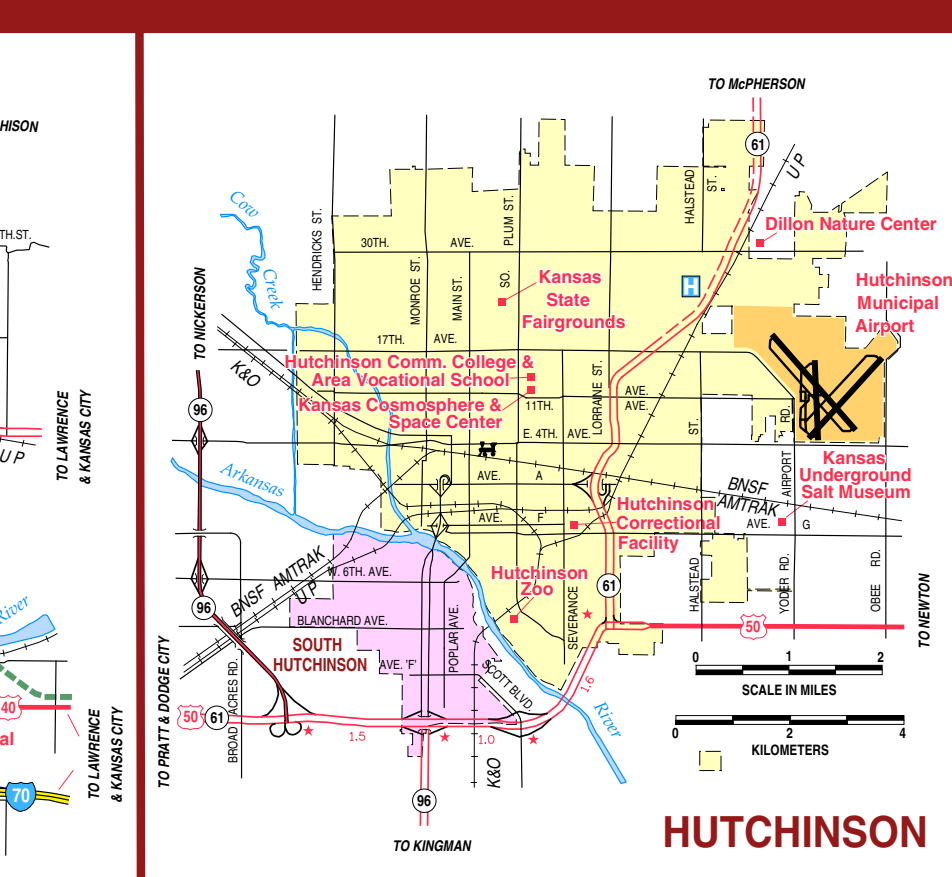 HISON
TH.ST.
TO LAWRENCE
& KANSAS CITY
UP
River
40
al
70
TO LAWRENCE
& KANSAS CITY
TO McPHERSON
61
UP
Cow
Creek
HENDRICKS ST.
PLUM ST.
HALSTEAD
ST.
Dillon Nature Center
30TH.
AVE.
MONROE ST.
MAIN ST.
SO.
Kansas
State
Fairgrounds
H
Hutchinson
Municipal
Airport
TO NICKERSON
17TH.
AVE.
K&O
Hutchinson Comm. College &
Area Vocational School
Kansas Cosmosphere &
Space Center
11TH.
AVE.
AVE.
LORRAINE ST.
E. 4TH.
AVE.
ST.
RD.
96
Arkansas
AVE.
A
AVE.
F
BNSF
AMTRAK
AIRPORT
Kansas
Underground
Salt Museum
AVE.
G
Hutchinson
Correctional
Facility
BNSF AMTRAK
UP
W. 6TH. AVE.
Hutchinson
Zoo
61
HALSTEAD
YODER RD.
OBEE
RD.
96
BLANCHARD AVE.
SOUTH
HUTCHINSON
AVE. 'F'
POPLAR AVE.
SCOTT BLVD.
SEVERANCE
50
TO NEWTON
TO PRATT & DODGE CITY
BROAD
ACRES RD.
50
61
1.5
1.0
1.6
River
K&O
96
TO KINGMAN
0
1
2
SCALE IN MILES
0
2
4
KILOMETERS
HUTCHINSON